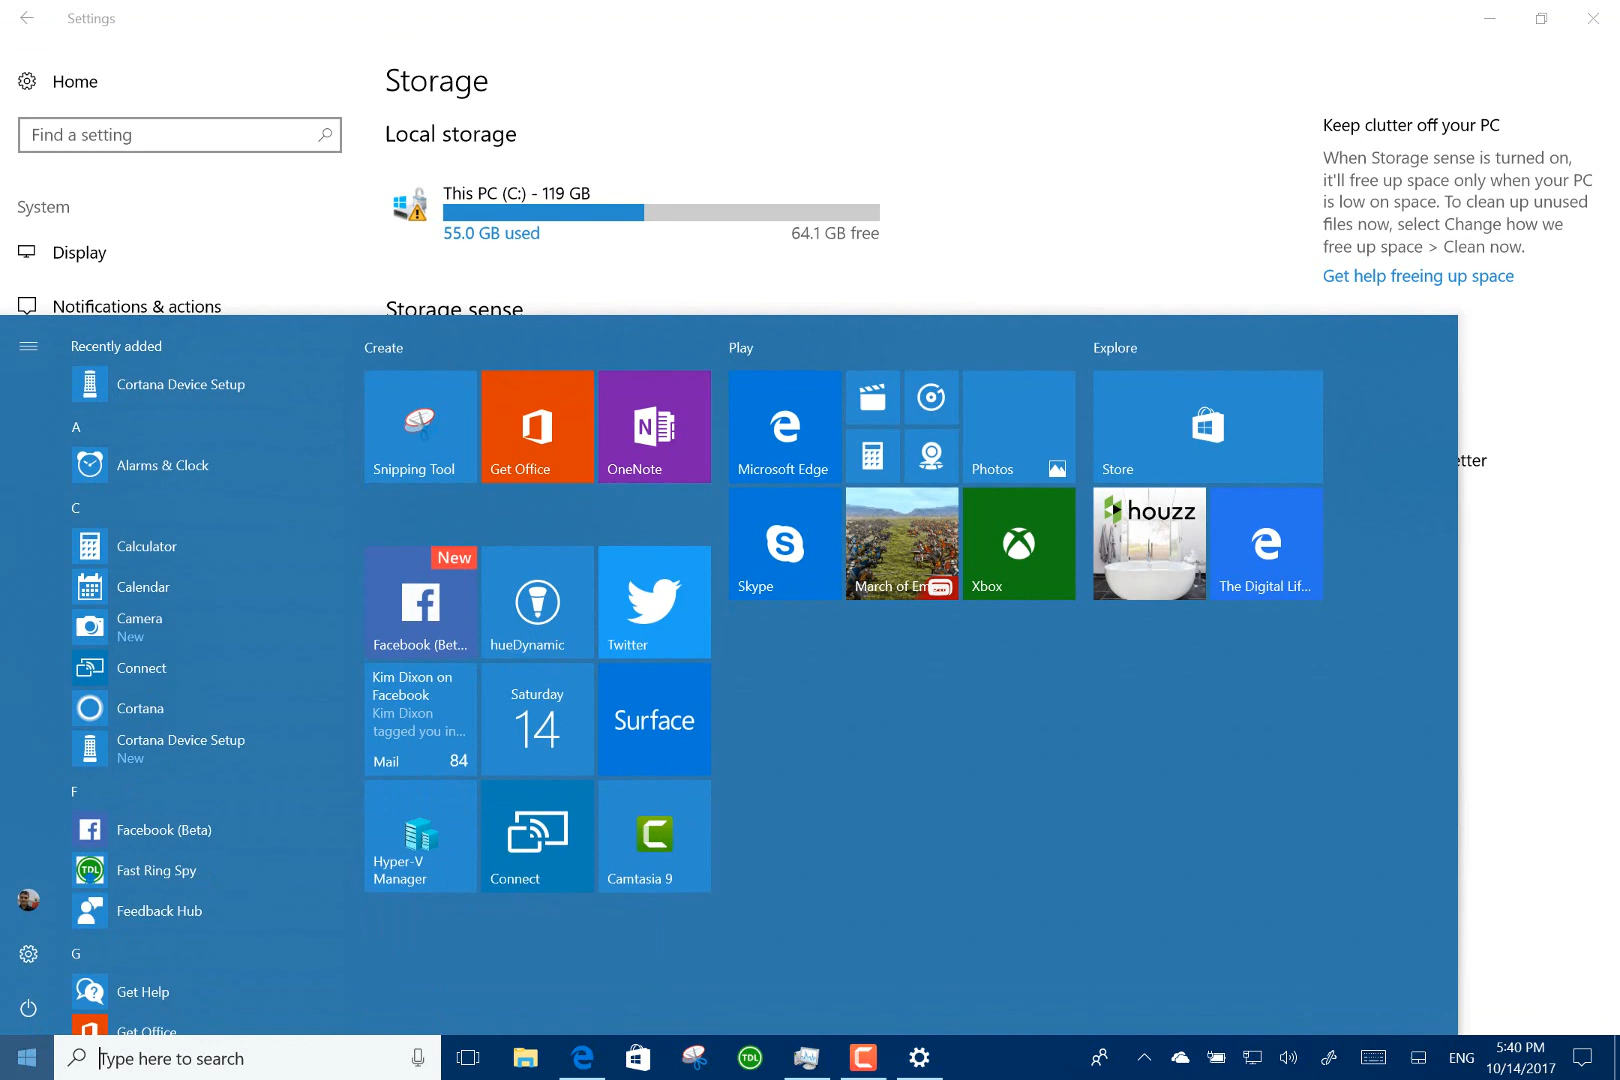 Settings
Home
Find a setting
System
Display
Notifications & actions
Storage
Local storage
This PC (C:) - 119 GB
55.0 GB used
64.1 GB free
Storage sense
Keep clutter off your PC
When Storage sense is turned on,
it'll free up space only when your PC
is low on space. To clean up unused
files now, select Change how we
free up space > Clean now.
Get help freeing up space
etter
Recently added
Cortana Device Setup
A
Alarms & Clock
C
Calculator
Calendar
Camera
New
Connect
Cortana
Cortana Device Setup
New
F
Facebook (Beta)
TDL
Fast Ring Spy
Feedback Hub
G
Get Help
Get Office
Create
Snipping Tool
Get Office
N
OneNote
New
Facebook (Bet...
hueDynamic
Twitter
Kim Dixon on
Facebook
Kim Dixon
tagged you in...
Mail
84
Saturday
14
Surface
Hyper-V
Manager
Connect
Camtasia 9
Play
Microsoft Edge
Photos
Skype
March of Em
Xbox
Explore
Store
houzz
The Digital Lif...
Type here to search
TDL
ENG
5:40 PM
10/14/2017